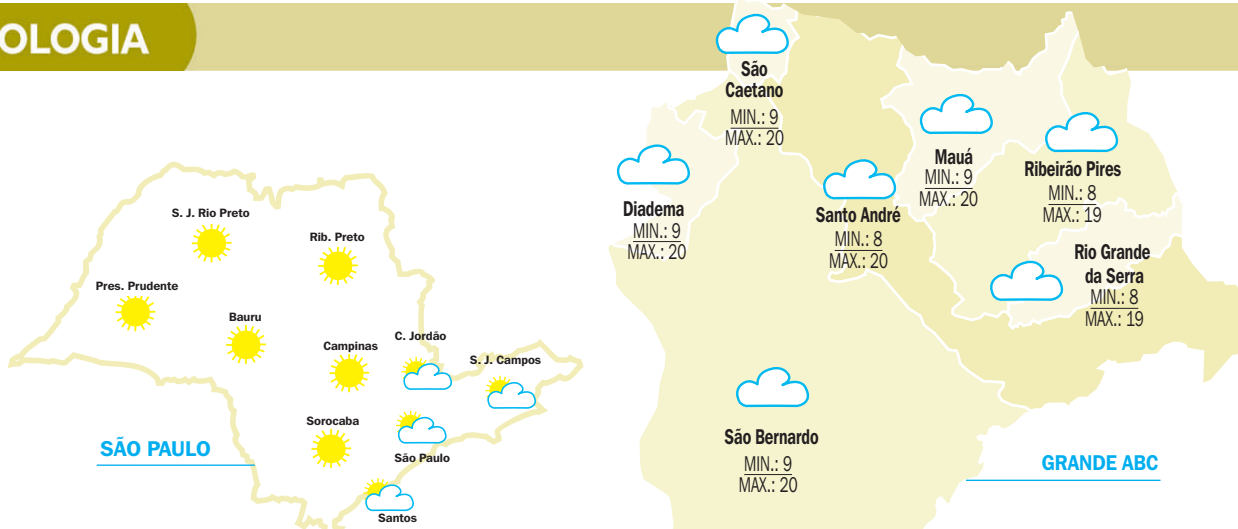 OLOGIA
S. J. Rio Preto
Rib. Preto
Pres. Prudente
Bauru
Campinas
C. Jordão
S. J. Campos
Sorocaba
São Paulo
Santos
SÃO PAULO
São
Caetano
MIN.: 9
MAX.: 20
Mauá
MIN.: 9
MAX.: 20
Ribeirão Pires
MIN.: 8
MAX.: 19
Diadema
MIN.: 9
MAX.: 20
Santo André
MIN.: 8
MAX.: 20
Rio Grande
da Serra
MIN.: 8
MAX.: 19
São Bernardo
MIN.: 9
MAX.: 20
GRANDE ABC